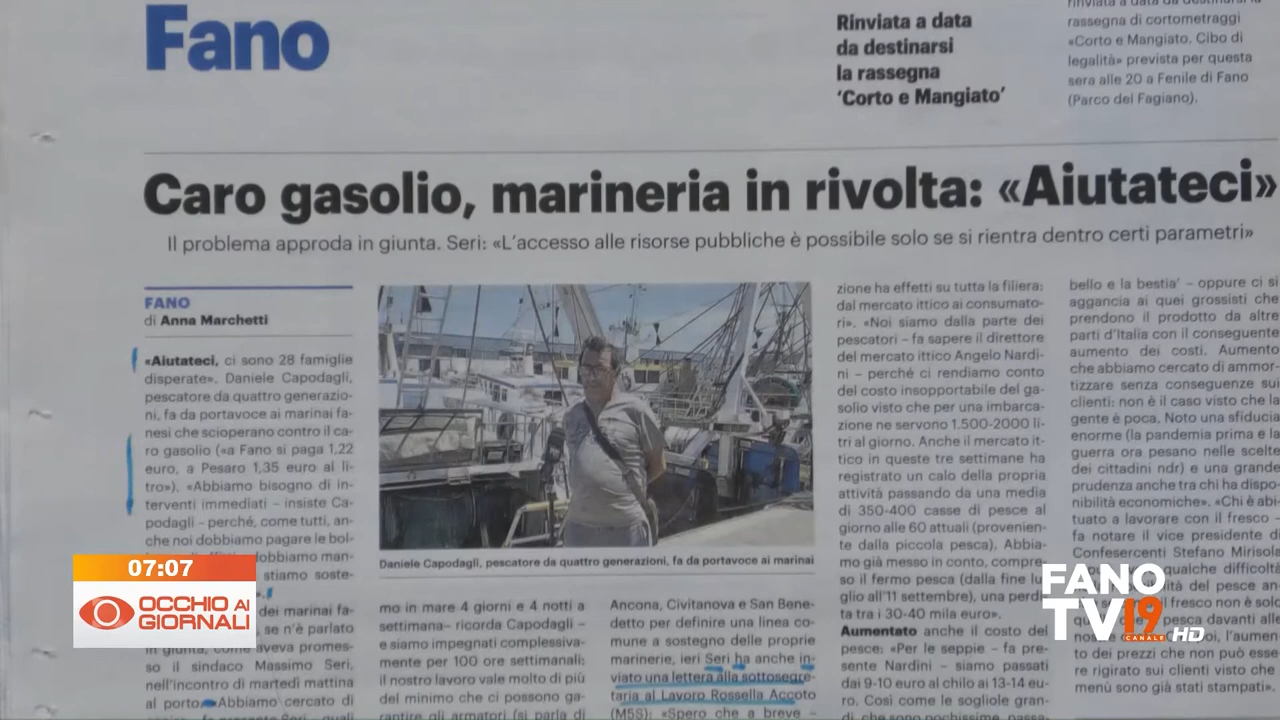 Fano
Rinviata a data
da destinarsi
la rassegna
'Corto e Mangiato'
rinviata a data da destinarsi la
rassegna di cortometraggi
«Corto e Mangiato. Cibo di
legalità» prevista per questa
sera alle 20 a Fenile di Fano
(Parco del Fagiano).
Caro gasolio, marineria in rivolta: «Aiutateci»
Il problema approda in giunta. Seri: «L'accesso alle risorse pubbliche è possibile solo se si rientra dentro certi parametri»
FANO
di Anna Marchetti
«Aiutateci, ci sono 28 famiglie
disperate». Daniele Capodagli,
pescatore da quattro generazio-
ni, fa da portavoce ai marinai fa-
nesi che scioperano contro il ca-
ro gasolio («a Fano si paga 1,22
euro, a Pesaro 1,35 euro al li-
tro»). «Abbiamo bisogno di in-
terventi immediati – insiste Ca-
podagli – perché, come tutti, an-
che noi dobbiamo pagare le bol-
dobbiamo man-
stiamo soste-
dei marinai fa-
se n'è parlato
in giunta, come aveva promes-
so il sindaco Massimo Seri,
nell'incontro di martedì mattina
al porto. «Abbiamo cercato di
Daniele Capodagli, pescatore da quattro generazioni, fa da portavoce ai marinai
mo in mare 4 giorni e 4 notti a
settimana– ricorda Capodagli –
e siamo impegnati complessiva-
mente per 100 ore settimanali:
il nostro lavoro vale molto di più
del minimo che ci possono ga-
rantire gli armatori (si parla di
Ancona, Civitanova e San Bene-
detto per definire una linea co-
mune a sostegno delle proprie
marinerie, ieri Seri ha anche in-
viato una lettera alla sottosegre-
taria al Lavoro Rossella Accoto
(M5S): «Spero che a breve –
zione ha effetti su tutta la filiera:
dal mercato ittico ai consumato-
ri». «Noi siamo dalla parte dei
pescatori – fa sapere il direttore
del mercato ittico Angelo Nardi-
ni – perché ci rendiamo conto
del costo insopportabile del ga-
solio visto che per una imbarca-
zione ne servono 1.500-2000 li-
tri al giorno. Anche il mercato it-
tico in queste tre settimane ha
registrato un calo della propria
attività passando da una media
di 350-400 casse di pesce al
giorno alle 60 attuali (provenien-
te dalla piccola pesca). Abbia-
mo già messo in conto, compre-
so il fermo pesca (dalla fine lu-
glio all'11 settembre), una perdi-
ta tra i 30-40 mila euro».
Aumentato anche il costo del
pesce: «Per le seppie – fa pre-
sente Nardini – siamo passati
dai 9-10 euro al chilo ai 13-14 eu-
ro. Così come le sogliole gran-
di che sono pochissime, passa-
bello e la bestia' – oppure ci si
aggancia ai quei grossisti che
prendono il prodotto da altre
parti d'Italia con il conseguente
aumento dei costi. Aumento
che abbiamo cercato di ammor-
tizzare senza conseguenze sui
clienti: non è il caso visto che la
gente è poca. Noto una sfiducia
enorme (la pandemia prima e la
guerra ora pesano nelle scelte
dei cittadini ndr) e una grande
prudenza anche tra chi ha dispo-
nibilità economiche». «Chi è abi-
tuato a lavorare con il fresco –
fa notare il vice presidente di
Confesercenti Stefano Mirisola
qualche difficoltà
del pesce an-
fresco non è solo
pesca davanti alle
l'aumen-
to dei prezzi che non può esse-
re rigirato sui clienti visto che i
menù sono già stati stampati».
07:07
OCCHIO AI
GIORNALI
FANO
TV19
CANALE HD